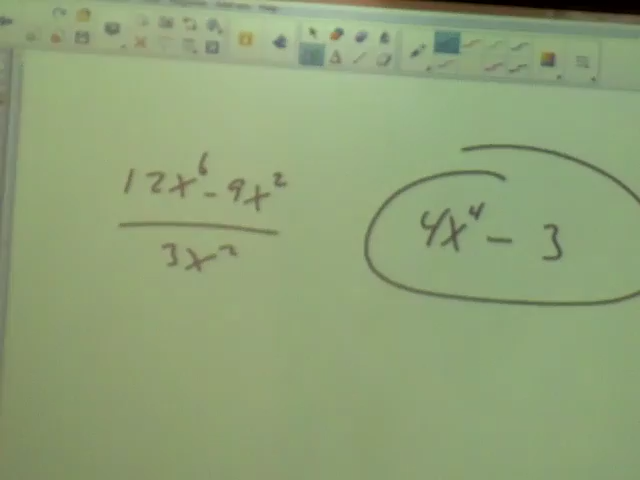 12x⁶ - 9x²
3x²
4x⁴ - 3